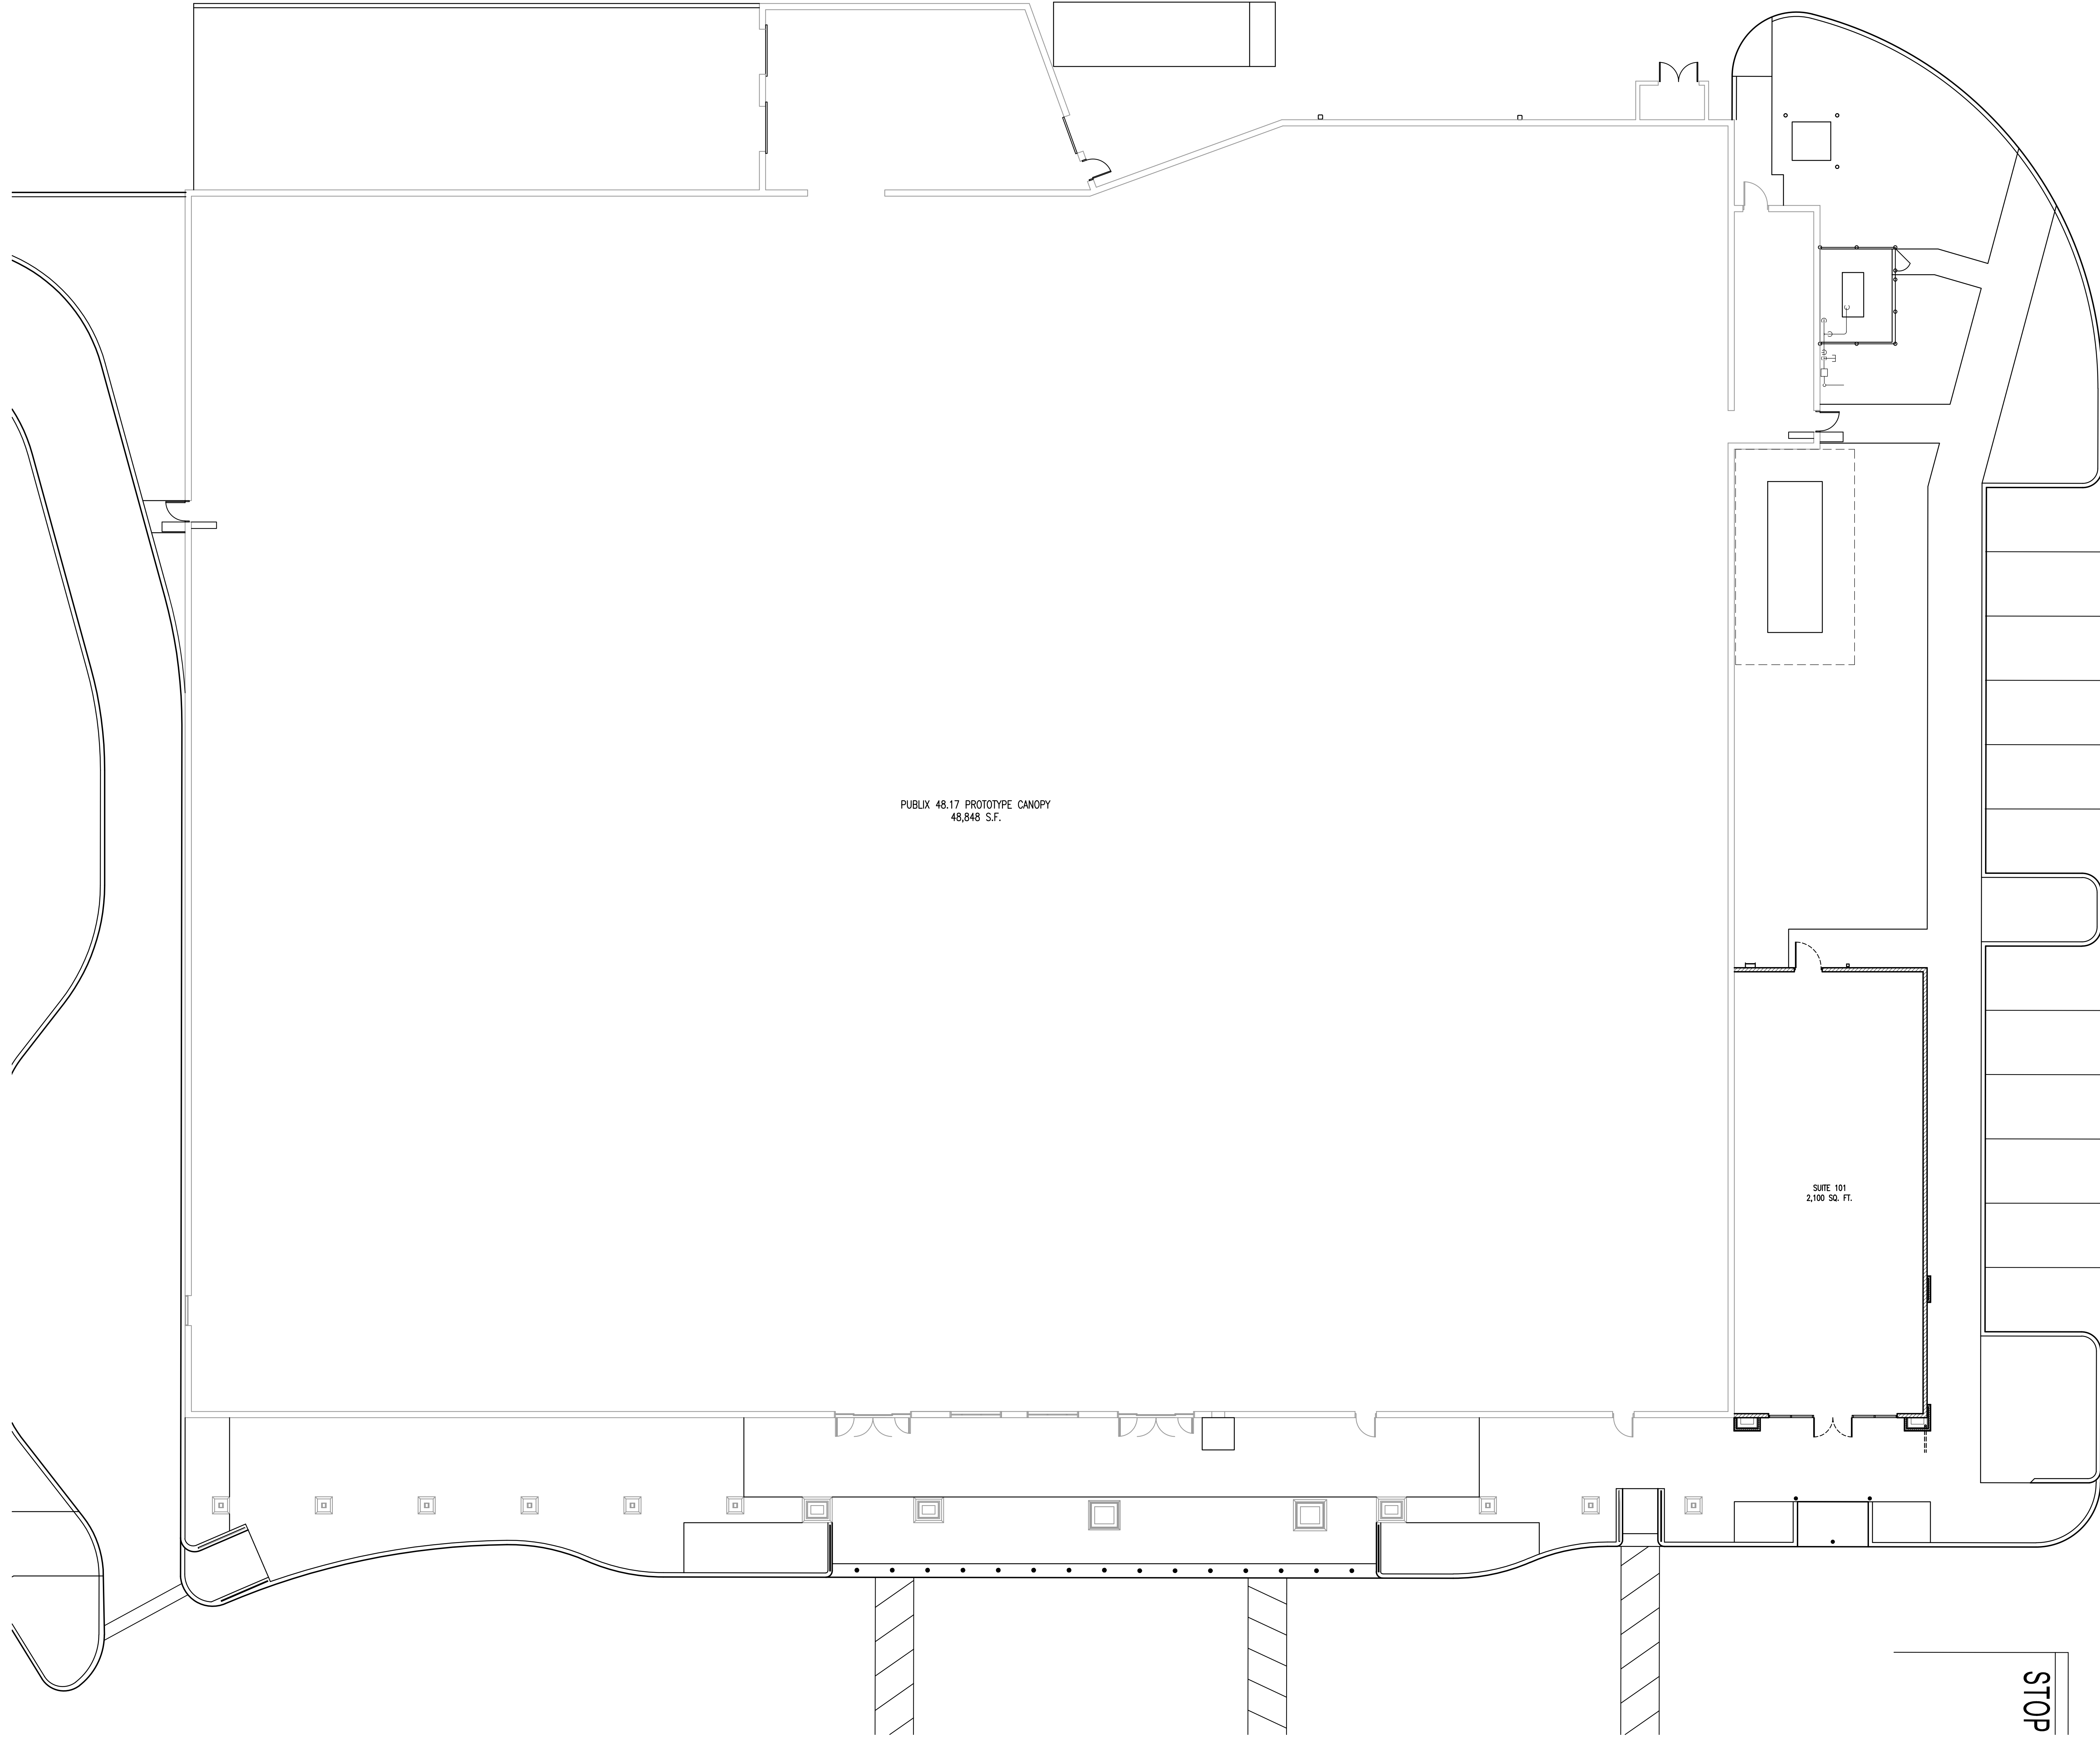 PUBLIX 48.17 PROTOTYPE CANOPY
48,848 S.F.
SUITE 101
2,100 SQ. FT.
STOP